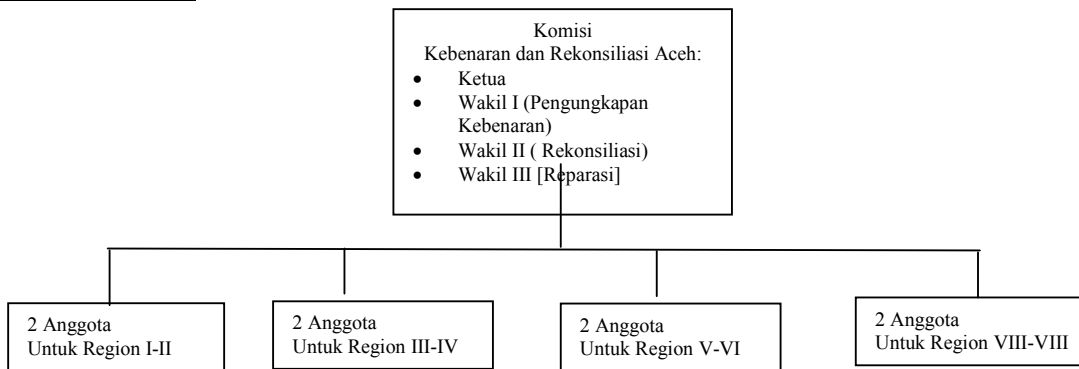 Komisi
Kebenaran dan Rekonsiliasi Aceh:
• Ketua
• Wakil I (Pengungkapan
Kebenaran)
• Wakil II ( Rekonsiliasi)
• Wakil III [Reparasi]
2 Anggota
Untuk Region I-II
2 Anggota
Untuk Region III-IV
2 Anggota
Untuk Region V-VI
2 Anggota
Untuk Region VIII-VIII